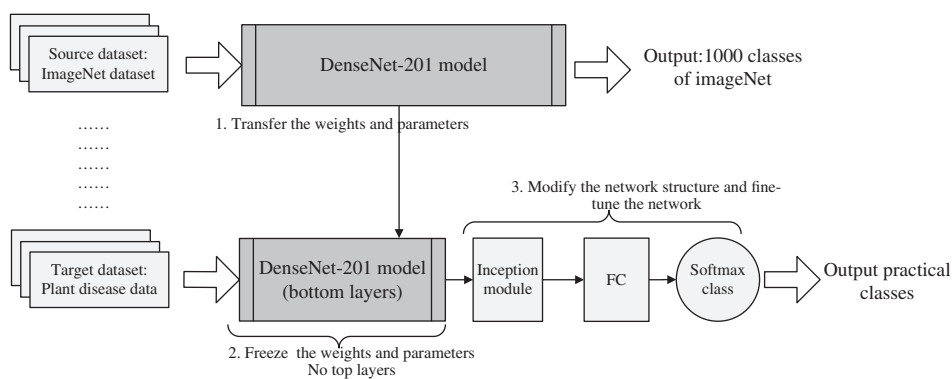 Source dataset:
ImageNet dataset
DenseNet-201 model
Output:1000 classes
of imageNet
1. Transfer the weights and parameters
......
......
......
......
......
3. Modify the network structure and fine-
tune the network
Target dataset:
Plant disease data
DenseNet-201 model
(bottom layers)
Inception
module
FC
Softmax
class
Output practical
classes
2. Freeze the weights and parameters
No top layers